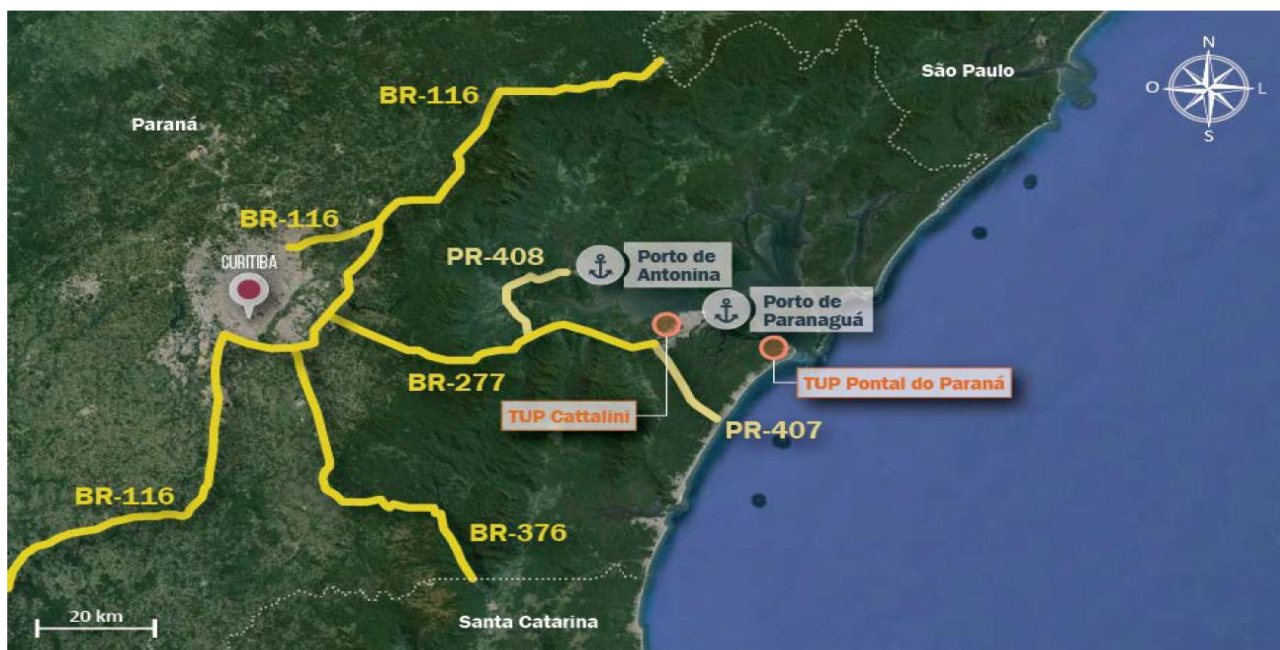 N
São Paulo
O
L
BR-116
Paraná
S
BR-116
CURITIBA
PR-408
Porto de
Antonina
Porto de
Paranaguá
BR-277
TUP Pontal do Paraná
TUP Cattalini
PR-407
BR-116
BR-376
20 km
Santa Catarina